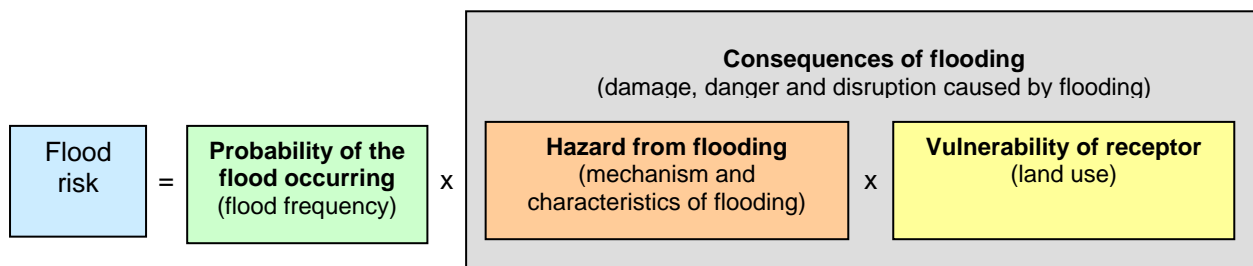 Consequences of flooding
(damage, danger and disruption caused by flooding)
Flood
risk
=
Probability of the
flood occurring
(flood frequency)
x
Hazard from flooding
(mechanism and
characteristics of flooding)
x
Vulnerability of receptor
(land use)